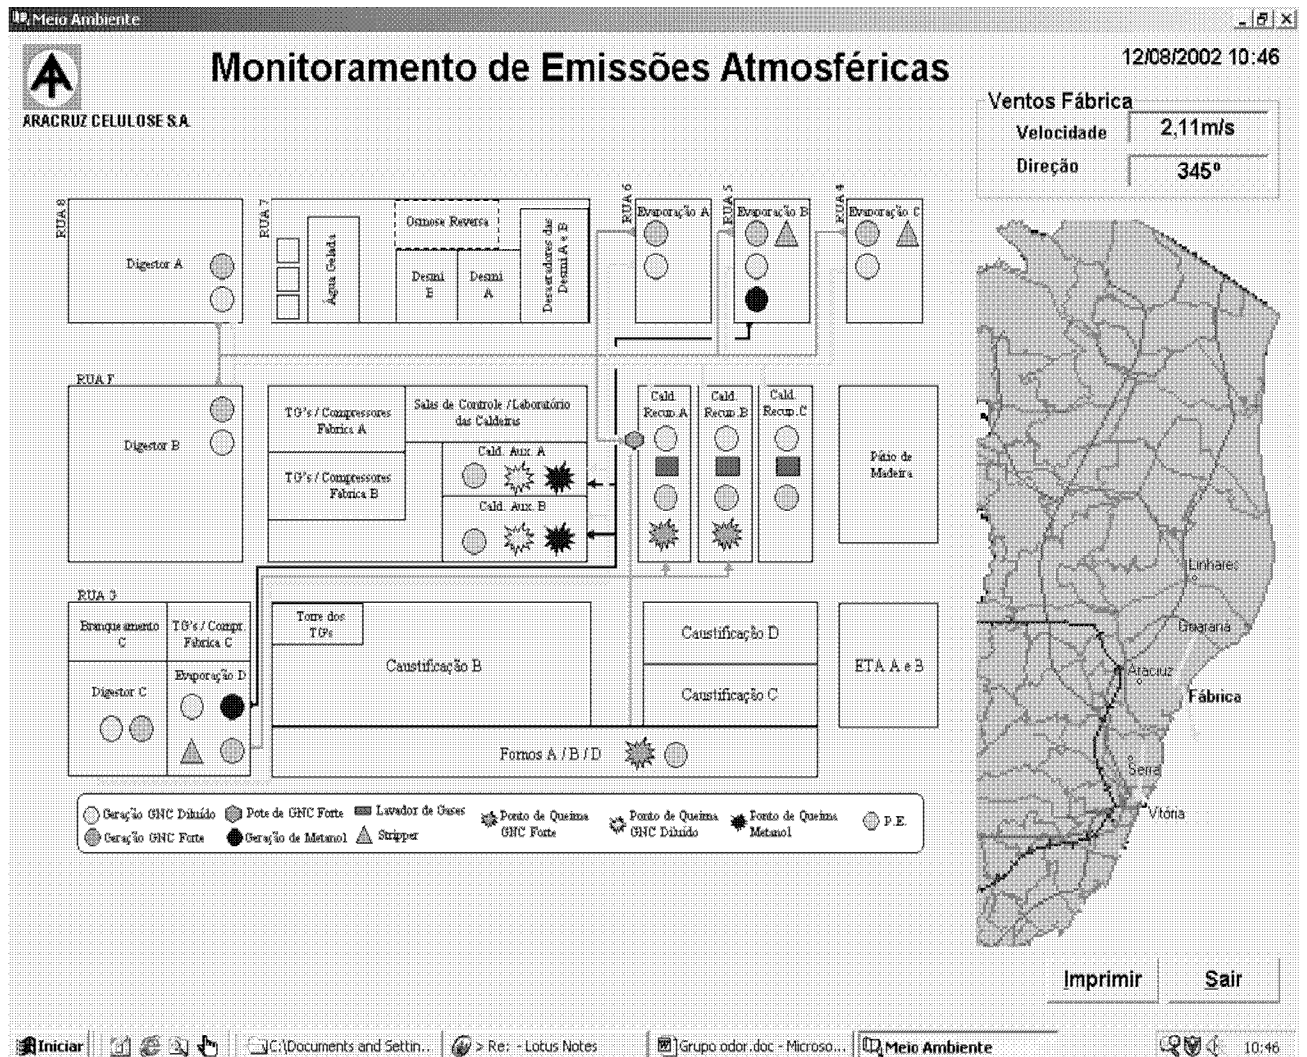 Meio Ambiente
Monitoramento de Emissões Atmosféricas
12/08/2002 10:46
ARACRUZ CELULOSE S.A.
Ventos Fábrica
Velocidade 2,11m/s
Direção 345º
RUA 8
RUA 7
RUA 6
RUA 5
RUA 4
Digestor A
Água Gelada
Osmose Reversa
Desmi B
Desmi A
Desaeradores das
Desmi A e B
Evaporação A
Evaporação B
Evaporação C
RUA F
Digestor B
TG's / Compressores
Fábrica A
TG's / Compressores
Fábrica B
Salas de Controle / Laboratório
das Caldeiras
Cald. Aux. A
Cald. Aux. B
Cald.
Recup. A
Cald.
Recup. B
Cald.
Recup. C
Pátio de
Madeira
RUA 3
Branqueamento
C
TG's / Compr.
Fábrica C
Digestor C
Evaporação D
Torre dos
TG's
Caustificação B
Caustificação D
Caustificação C
ETA A e B
Fornos A / B / D
Geração GNC Diluído
Pote de GNC Forte
Lavador de Gases
Ponto de Queima
GNC Forte
Ponto de Queima
GNC Diluído
Ponto de Queima
Metanol
P.E.
Geração GNC Forte
Geração de Metanol
Stripper
Linhares
Guaraná
Aracruz
Fábrica
Serra
Vitória
Imprimir
Sair
Iniciar
C:\Documents and Settin...
> Re: - Lotus Notes
Grupo odor.doc - Microso...
Meio Ambiente
10:46